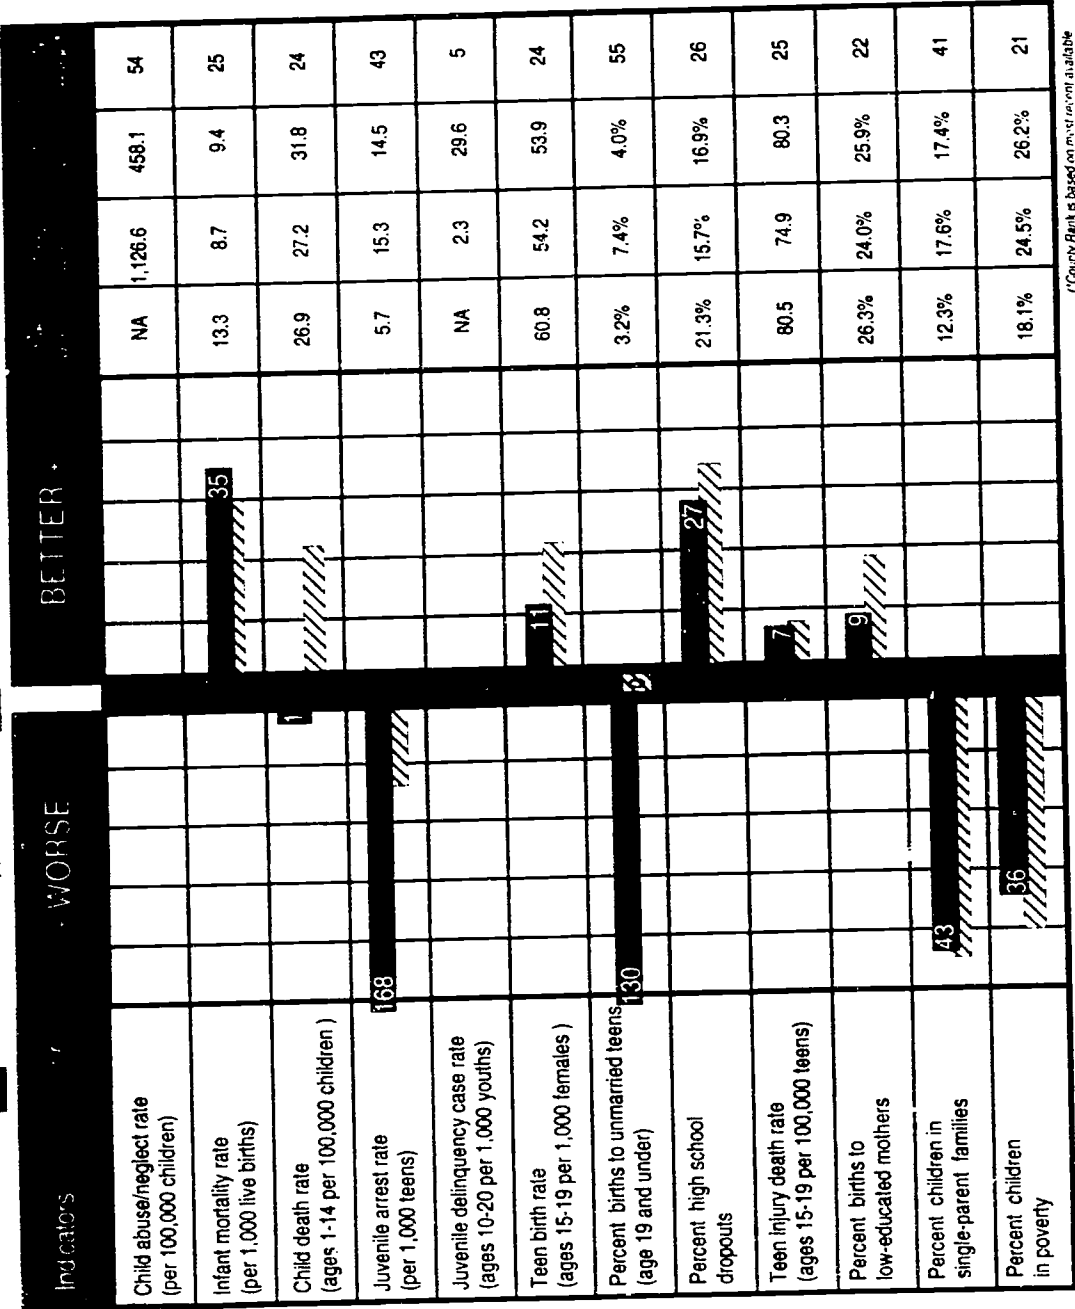 Indicators
- WORSE
BETTER +
Child abuse/neglect rate
(per 100,000 children)
NA
1,126.6
458.1
54
Infant mortality rate
(per 1,000 live births)
35
13.3
8.7
9.4
25
Child death rate
(ages 1-14 per 100,000 children )
1
26.9
27.2
31.8
24
Juvenile arrest rate
(per 1,000 teens)
168
5.7
15.3
14.5
43
Juvenile delinquency case rate
(ages 10-20 per 1,000 youths)
NA
2.3
29.6
5
Teen birth rate
(ages 15-19 per 1,000 females )
11
60.8
54.2
53.9
24
Percent births to unmarried teens
(age 19 and under)
130
3.2%
7.4%
4.0%
55
Percent high school
dropouts
27
21.3%
15.7%
16.9%
26
Teen injury death rate
(ages 15-19 per 100,000 teens)
7
80.5
74.9
80.3
25
Percent births to
low-educated mothers
9
26.3%
24.0%
25.9%
22
Percent children in
single-parent families
43
12.3%
17.6%
17.4%
41
Percent children
in poverty
36
18.1%
24.5%
26.2%
21
(*County Rank is based on most recent available